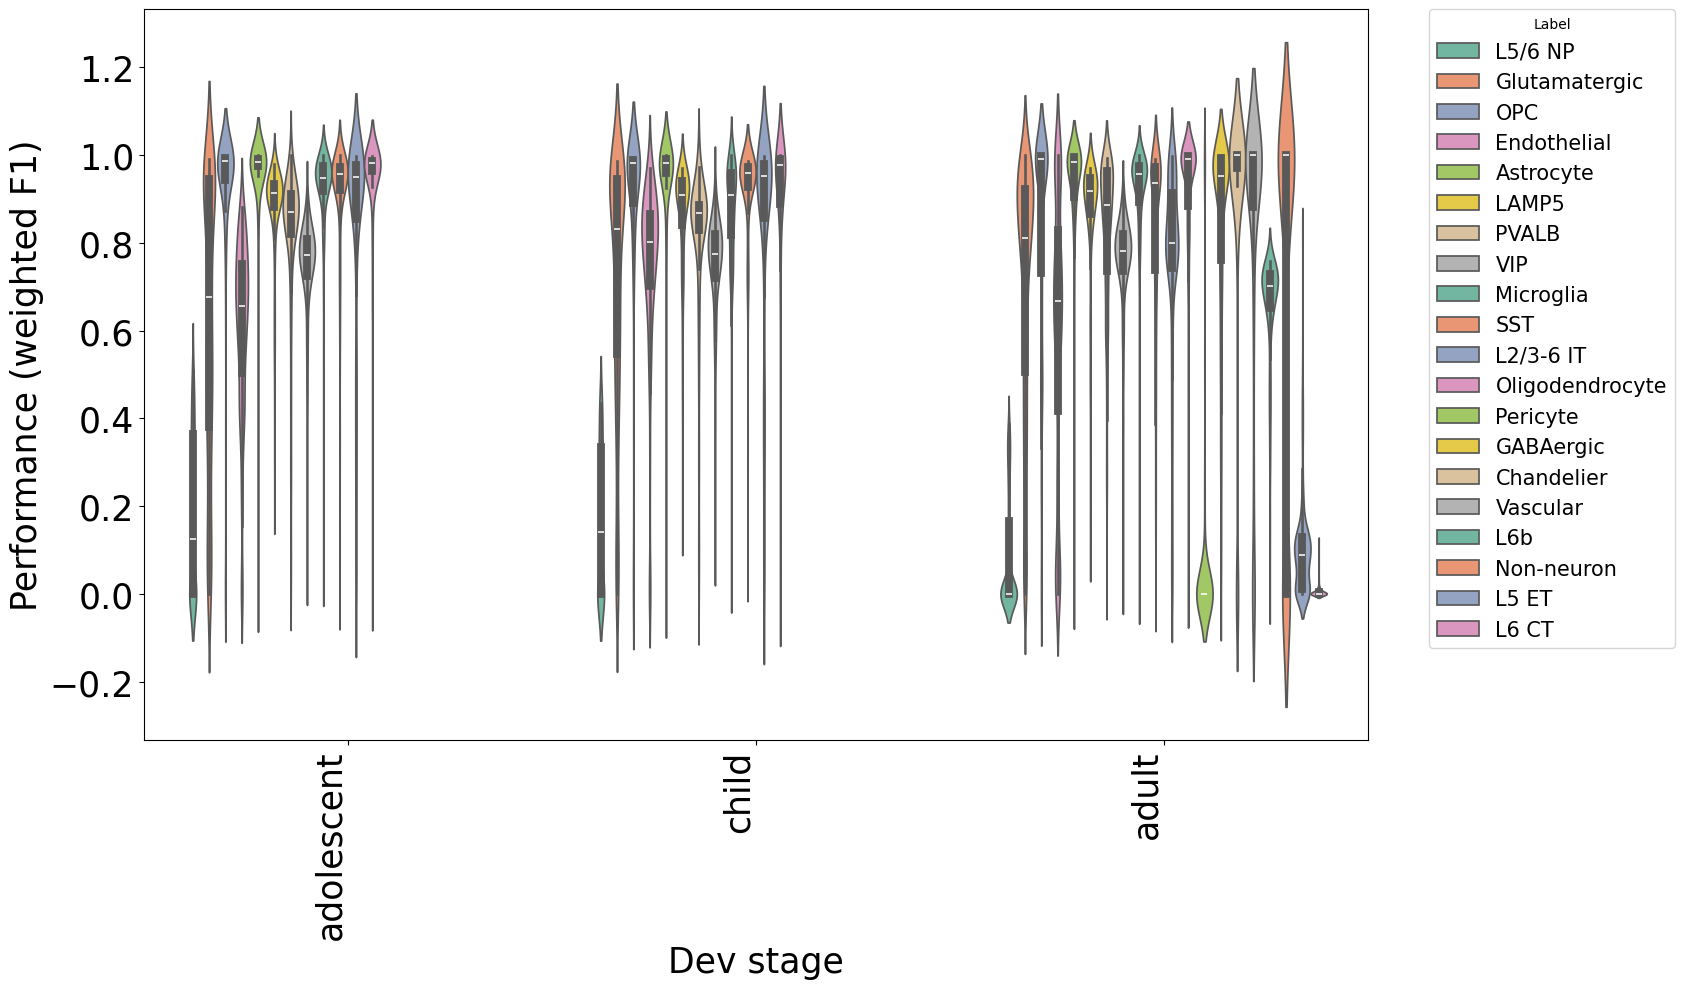 Performance (weighted F1)
1.2
1.0
0.8
0.6
0.4
0.2
0.0
−0.2
adolescent
child
adult
Dev stage
Label
L5/6 NP
Glutamatergic
OPC
Endothelial
Astrocyte
LAMP5
PVALB
VIP
Microglia
SST
L2/3-6 IT
Oligodendrocyte
Pericyte
GABAergic
Chandelier
Vascular
L6b
Non-neuron
L5 ET
L6 CT